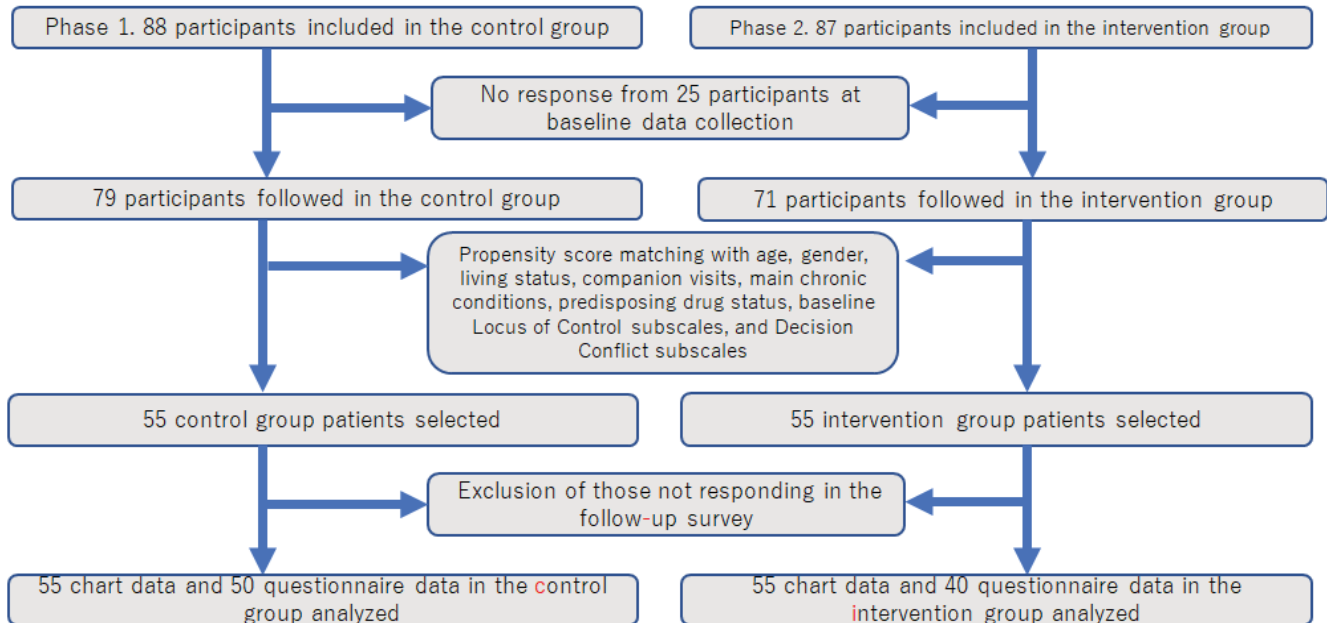 Phase 1. 88 participants included in the control group
Phase 2. 87 participants included in the intervention group
No response from 25 participants at
baseline data collection
79 participants followed in the control group
71 participants followed in the intervention group
Propensity score matching with age, gender,
living status, companion visits, main chronic
conditions, predisposing drug status, baseline
Locus of Control subscales, and Decision
Conflict subscales
55 control group patients selected
55 intervention group patients selected
Exclusion of those not responding in the
follow-up survey
55 chart data and 50 questionnaire data in the control
group analyzed
55 chart data and 40 questionnaire data in the
intervention group analyzed